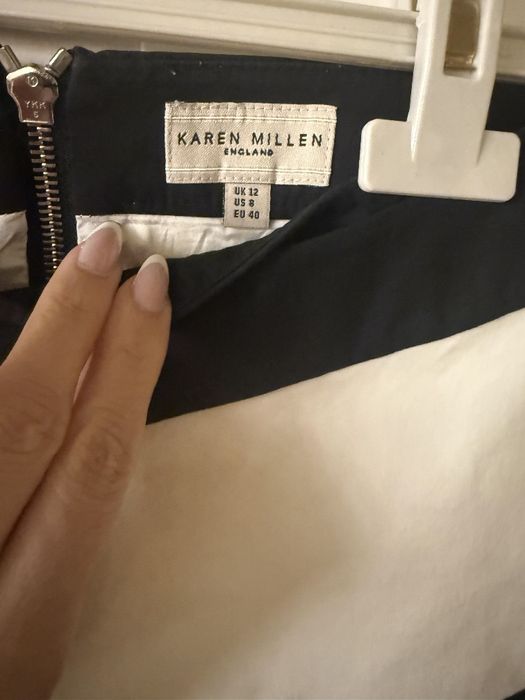 YKK
KAREN MILLEN
ENGLAND
UK 12
US 8
EU 40